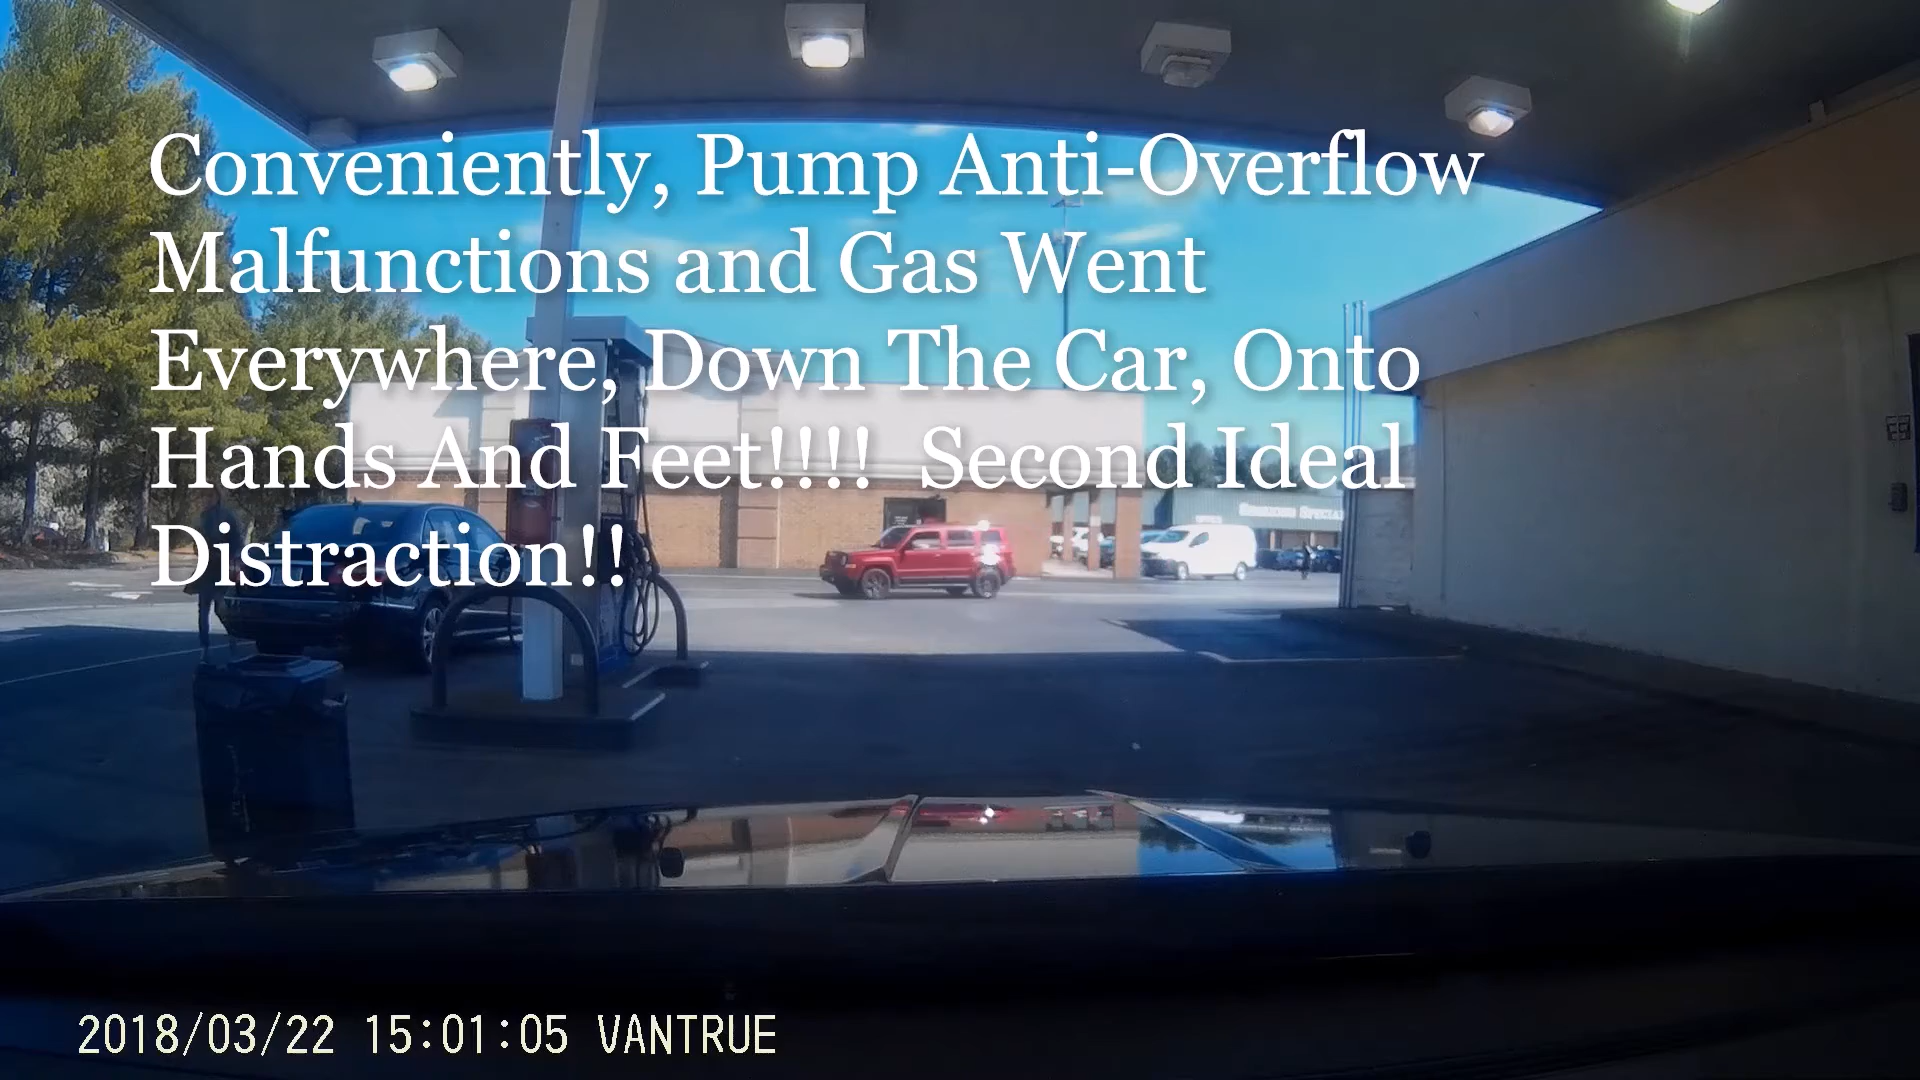 Conveniently, Pump Anti-Overflow
Malfunctions and Gas Went
Everywhere, Down The Car, Onto
Hands And Feet!!!!  Second Ideal
Distraction!!
2018/03/22 15:01:05 VANTRUE